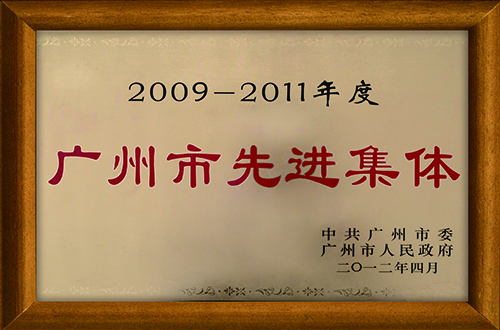 2009－2011年度
广州市先进集体
中共广州市委
广州市人民政府
二〇一二年四月